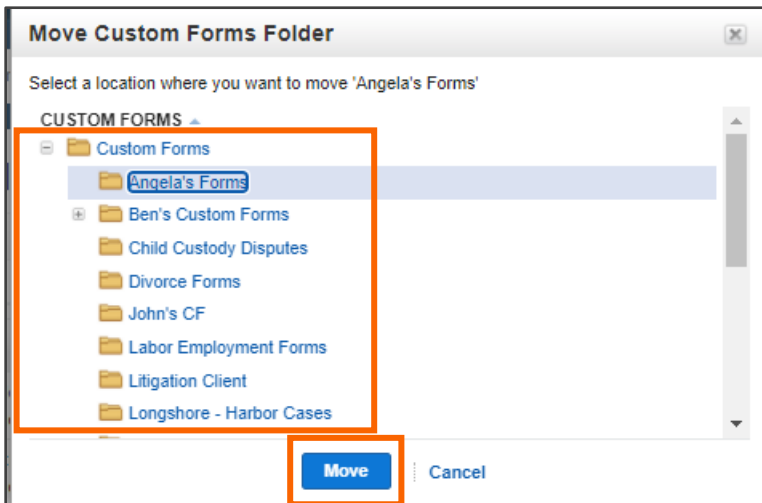 Move Custom Forms Folder
Select a location where you want to move 'Angela's Forms'
CUSTOM FORMS
Custom Forms
Angela's Forms
Ben's Custom Forms
Child Custody Disputes
Divorce Forms
John's CF
Labor Employment Forms
Litigation Client
Longshore - Harbor Cases
Move Cancel